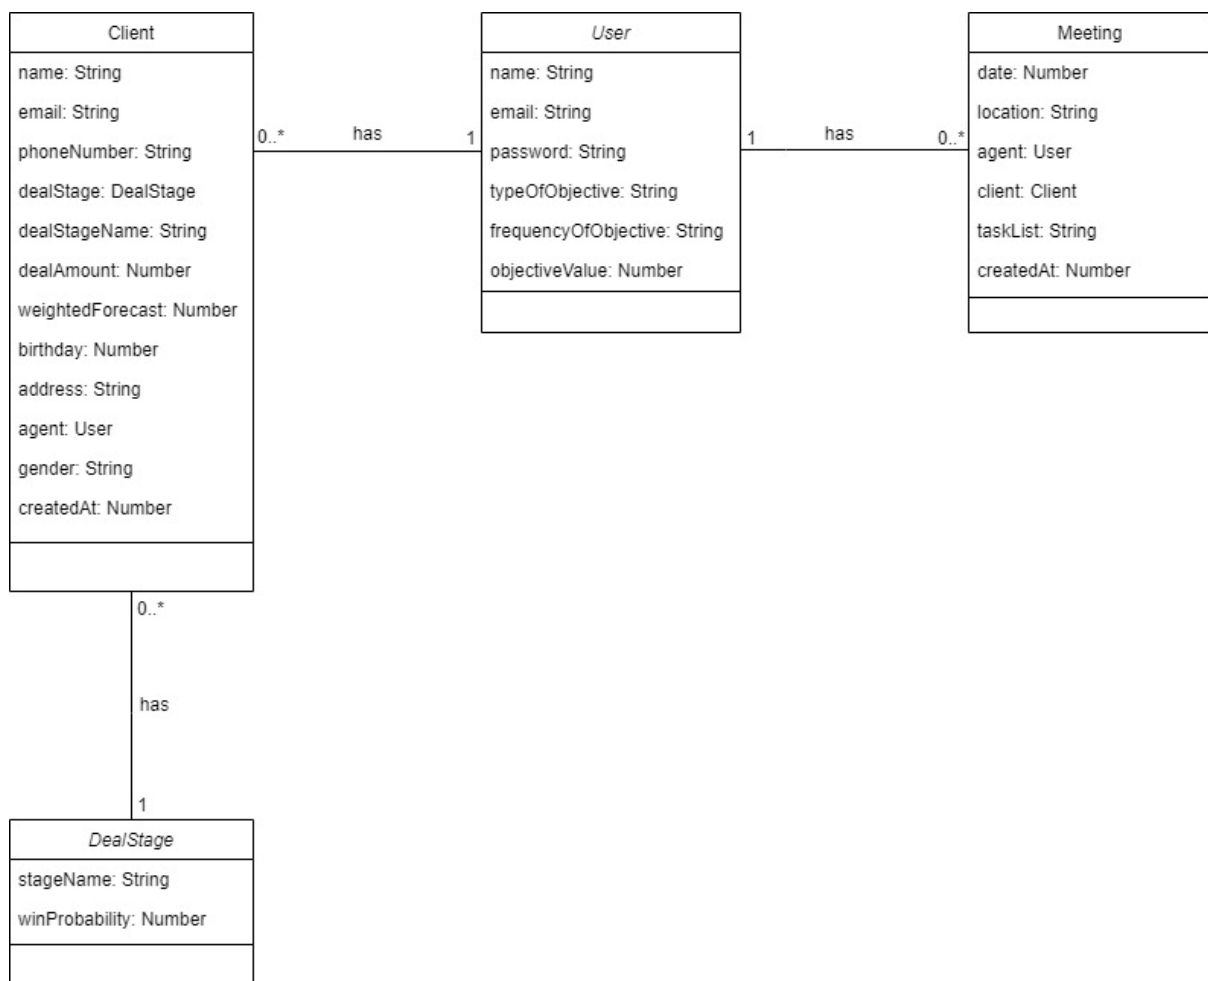 Client
name: String
email: String
phoneNumber: String
dealStage: DealStage
dealStageName: String
dealAmount: Number
weightedForecast: Number
birthday: Number
address: String
agent: User
gender: String
createdAt: Number
0..*
has
1
User
name: String
email: String
password: String
typeOfObjective: String
frequencyOfObjective: String
objectiveValue: Number
1
has
0..*
Meeting
date: Number
location: String
agent: User
client: Client
taskList: String
createdAt: Number
0..*
has
1
DealStage
stageName: String
winProbability: Number